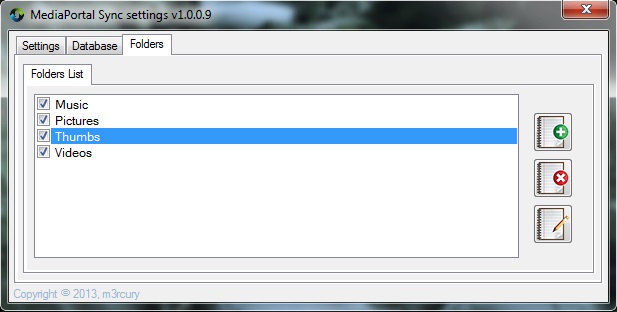 MediaPortal Sync settings v1.0.0.9
Settings Database Folders
Folders List
Music
Pictures
Thumbs
Videos
Copyright © 2013, m3rcury